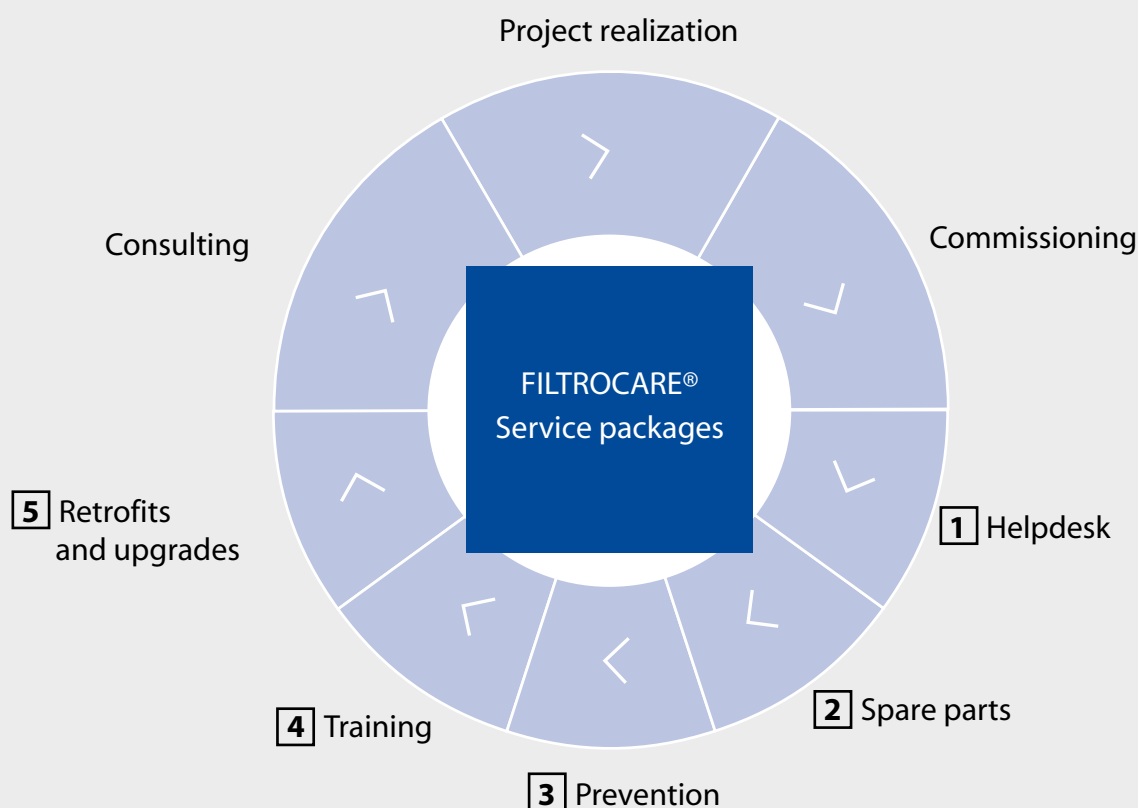 Project realization
Consulting
Commissioning
FILTROCARE®
Service packages
5 Retrofits
and upgrades
1 Helpdesk
2 Spare parts
4 Training
3 Prevention